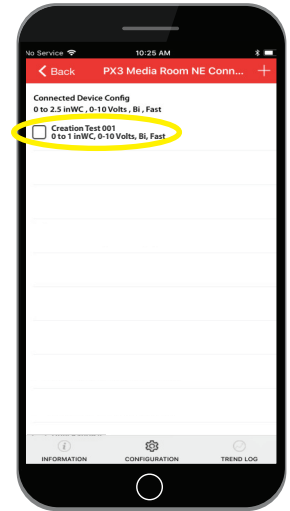 No Service 10:25 AM
Back PX3 Media Room NE Conn... +
Connected Device Config
0 to 2.5 inWC , 0-10 Volts , Bi , Fast
Creation Test 001
0 to 1 inWC, 0-10 Volts, Bi, Fast
INFORMATION CONFIGURATION TREND LOG